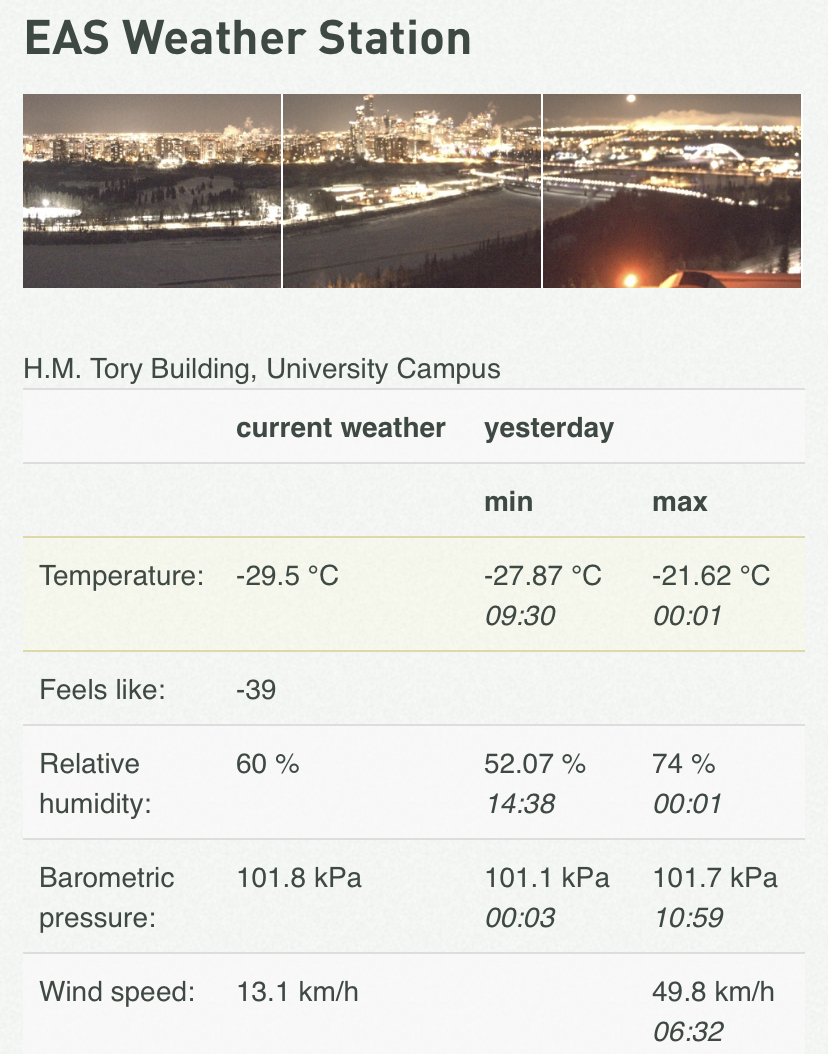 EAS Weather Station
H.M. Tory Building, University Campus
current weather yesterday
min max
Temperature: -29.5 °C -27.87 °C -21.62 °C
09:30 00:01
Feels like: -39
Relative 60 % 52.07 % 74 %
humidity: 14:38 00:01
Barometric 101.8 kPa 101.1 kPa 101.7 kPa
pressure: 00:03 10:59
Wind speed: 13.1 km/h 49.8 km/h
06:32